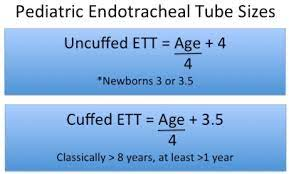 Pediatric Endotracheal Tube Sizes
Uncuffed ETT = Age + 4
4
*Newborns 3 or 3.5
Cuffed ETT = Age + 3.5
4
Classically > 8 years, at least >1 year